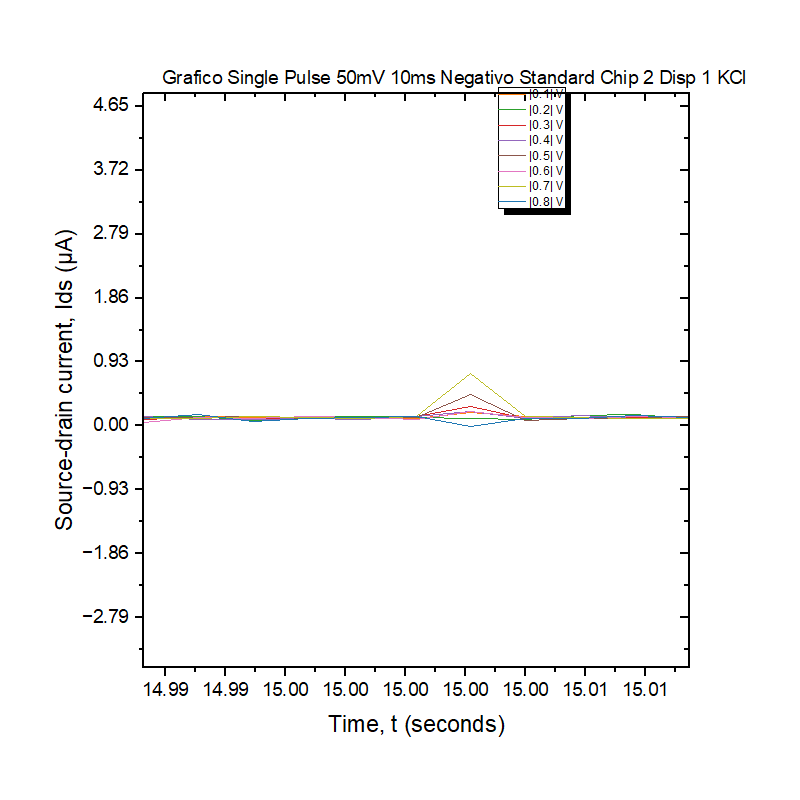 Grafico Single Pulse 50mV 10ms Negativo Standard Chip 2 Disp 1 KCl
|0.1| V
|0.2| V
|0.3| V
|0.4| V
|0.5| V
|0.6| V
|0.7| V
|0.8| V
4.65
3.72
2.79
1.86
0.93
0.00
−0.93
−1.86
−2.79
Source-drain current, Ids (µA)
14.99 14.99 15.00 15.00 15.00 15.00 15.00 15.01 15.01
Time, t (seconds)